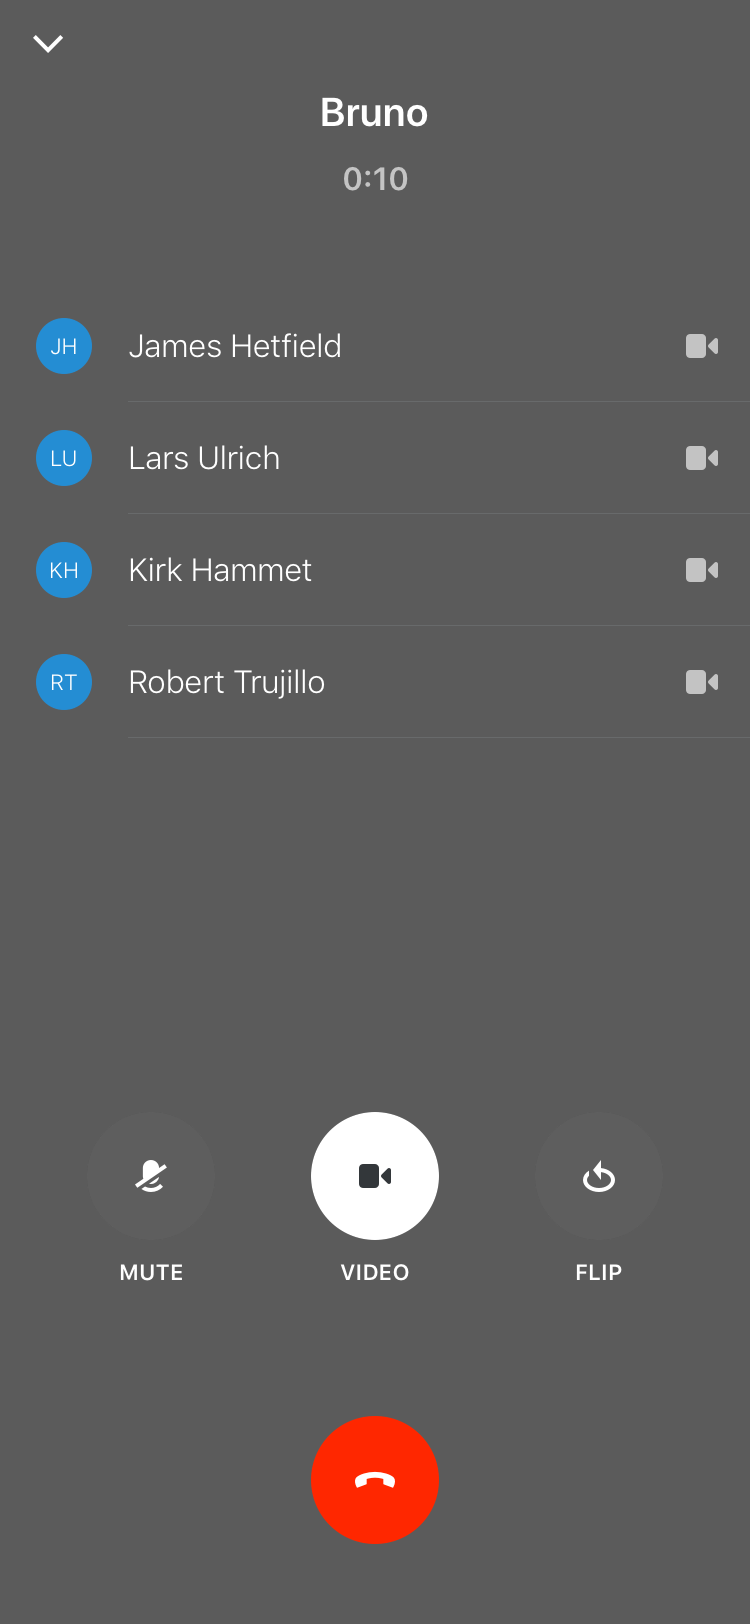 Bruno
0:10
JH James Hetfield
LU Lars Ulrich
KH Kirk Hammet
RT Robert Trujillo
MUTE VIDEO FLIP